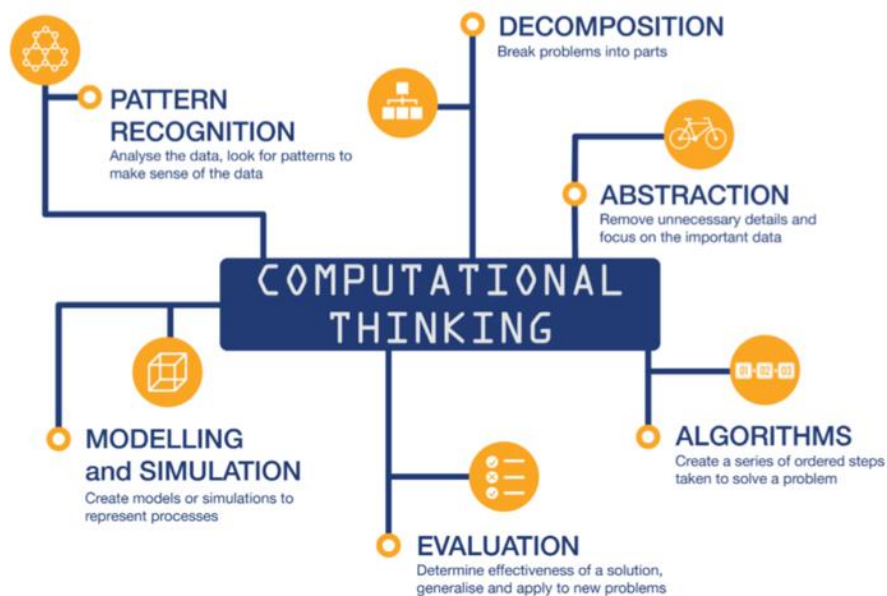 DECOMPOSITION
Break problems into parts
PATTERN
RECOGNITION
Analyse the data, look for patterns to
make sense of the data
ABSTRACTION
Remove unnecessary details and
focus on the important data
COMPUTATIONAL
THINKING
01-02-03
MODELLING
and SIMULATION
Create models or simulations to
represent processes
ALGORITHMS
Create a series of ordered steps
taken to solve a problem
EVALUATION
Determine effectiveness of a solution,
generalise and apply to new problems